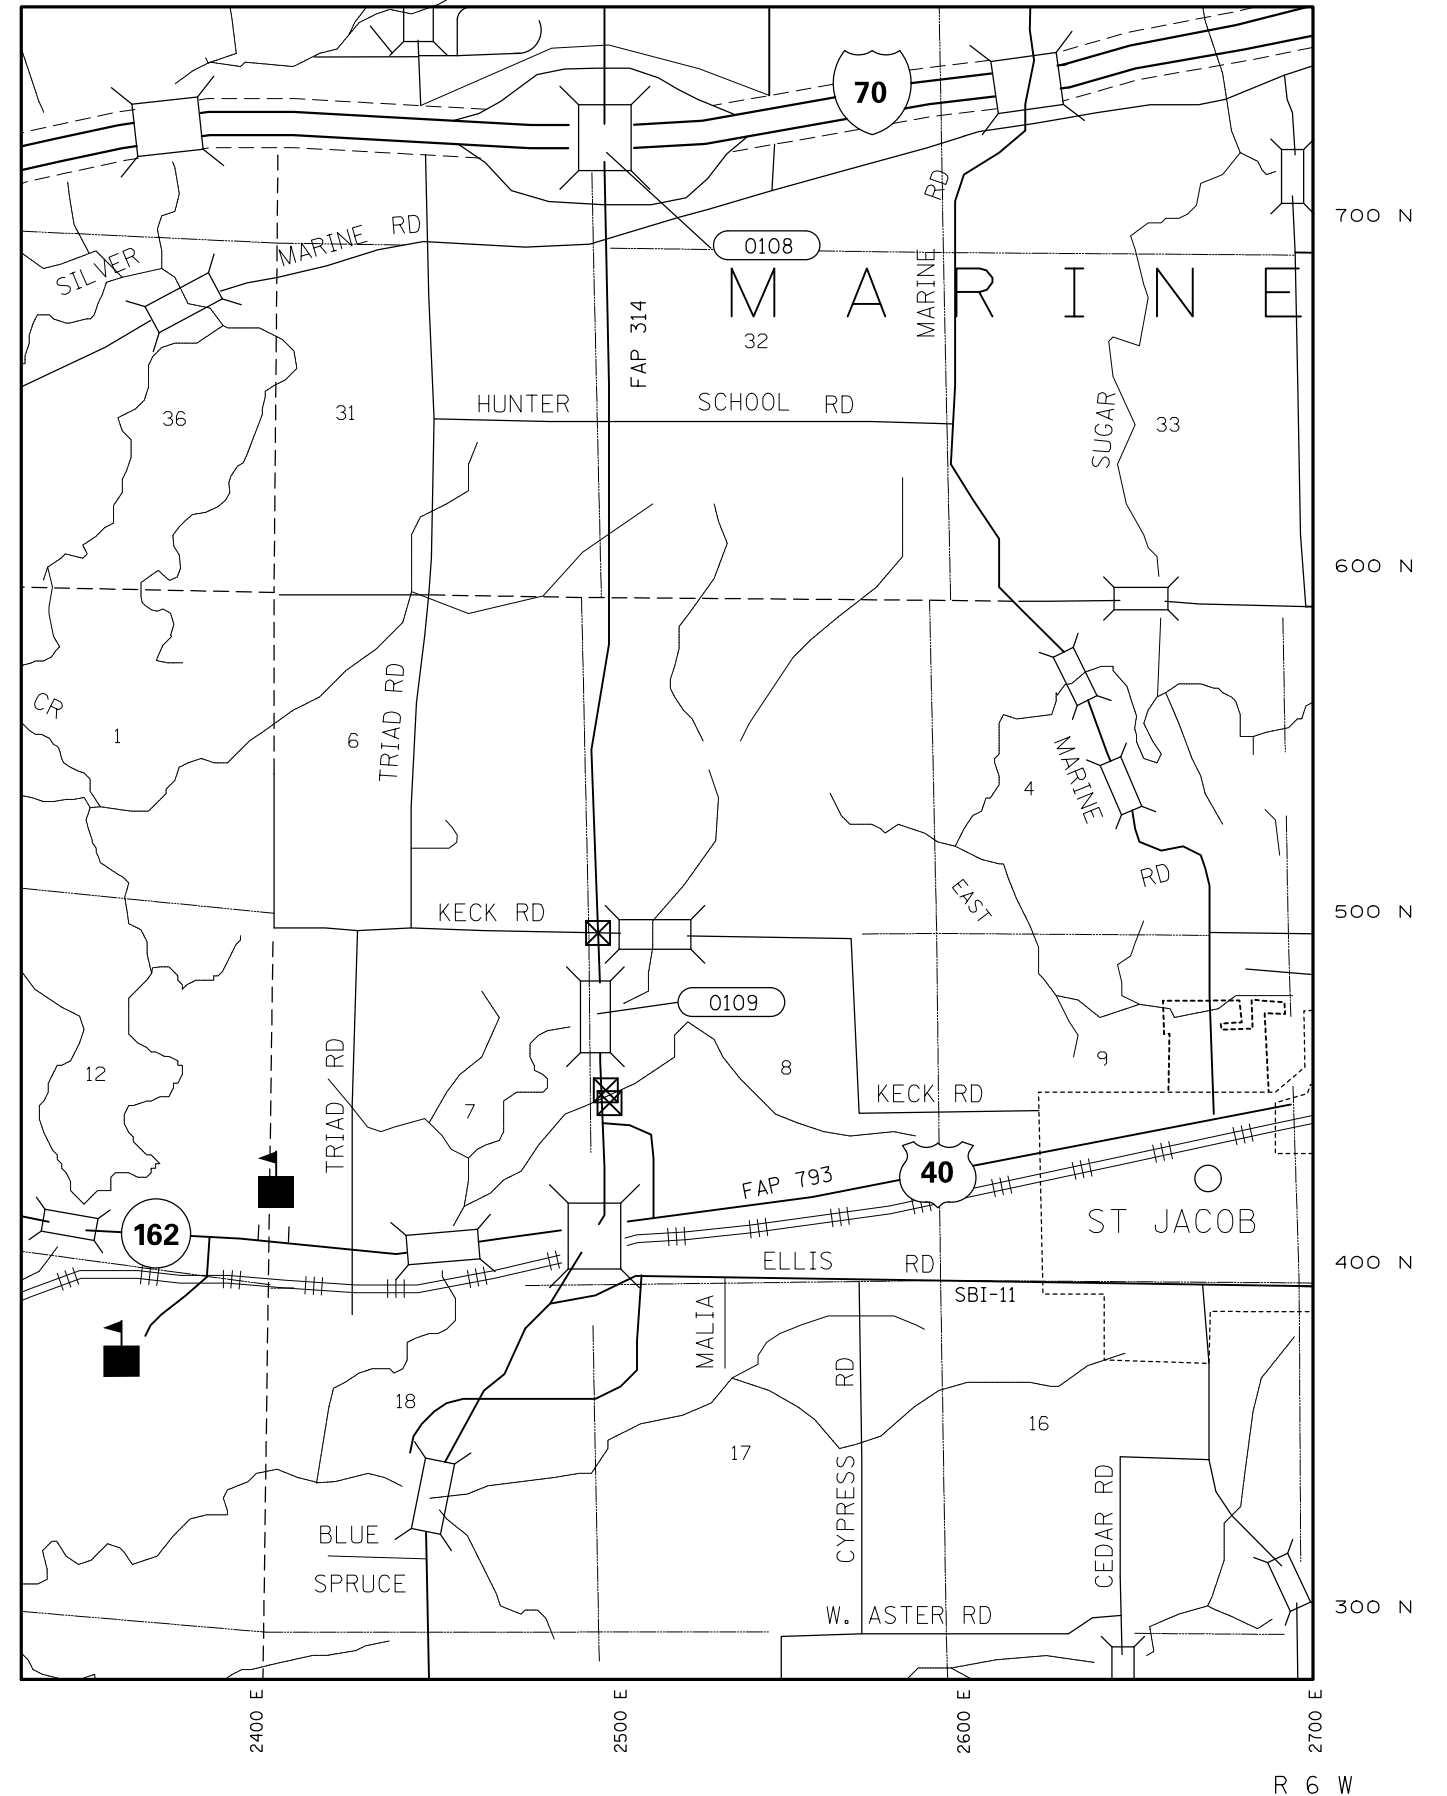 70
700 N
SILVER
MARINE RD
RD
0108
MARINE
MARINE
FAP 314
32
HUNTER SCHOOL RD
36
31
SUGAR
33
600 N
CR
1
6
TRIAD RD
4
MARINE
RD
EAST
KECK RD
500 N
0109
12
TRIAD RD
7
8
9
KECK RD
40
FAP 793
162
ST JACOB
ELLIS RD
400 N
SBI-11
MALIA
RD
18
17
16
CYPRESS
CEDAR RD
BLUE
SPRUCE
W. ASTER RD
300 N
2400 E
2500 E
2600 E
2700 E
R 6 W